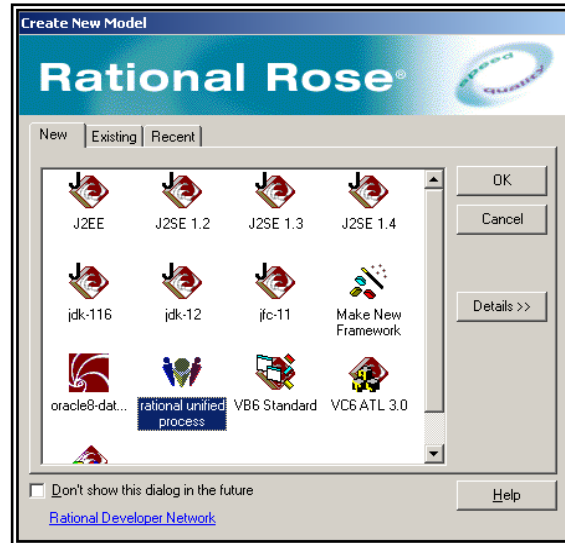 Create New Model
Rational Rose®
speed
quality
New
Existing
Recent
J2EE
J2SE 1.2
J2SE 1.3
J2SE 1.4
jdk-116
jdk-12
jfc-11
Make New
Framework
oracle8-dat...
rational unified
process
VB6 Standard
VC6 ATL 3.0
OK
Cancel
Details >>
Don't show this dialog in the future
Help
Rational Developer Network